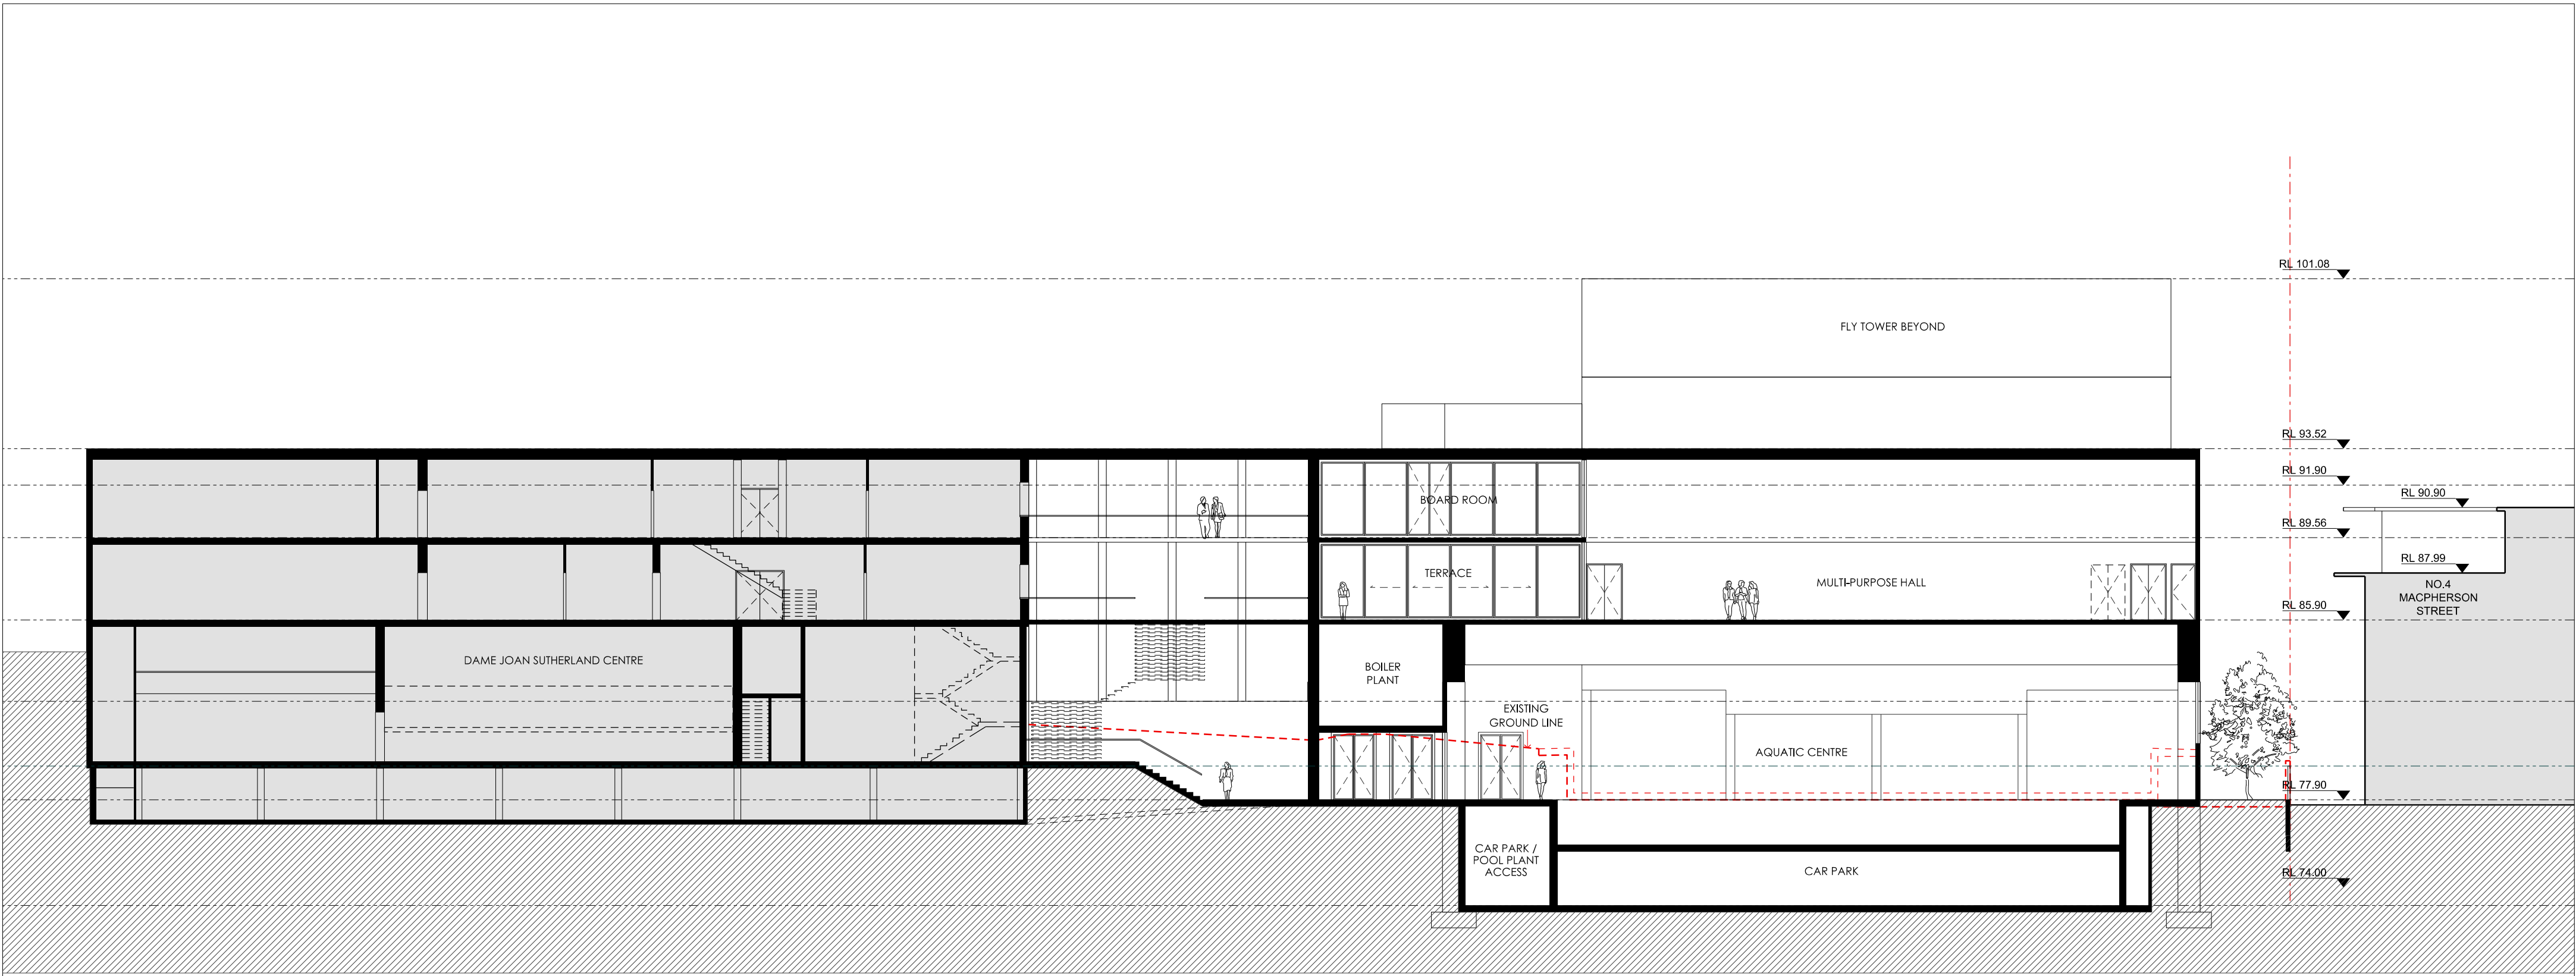 RL 101.08
FLY TOWER BEYOND
RL 93.52
RL 91.90
BOARD ROOM
RL 90.90
RL 89.56
RL 87.99
TERRACE
MULTI-PURPOSE HALL
NO.4
MACPHERSON
STREET
RL 85.90
DAME JOAN SUTHERLAND CENTRE
BOILER
PLANT
EXISTING
GROUND LINE
AQUATIC CENTRE
RL 77.90
CAR PARK /
POOL PLANT
ACCESS
CAR PARK
RL 74.00